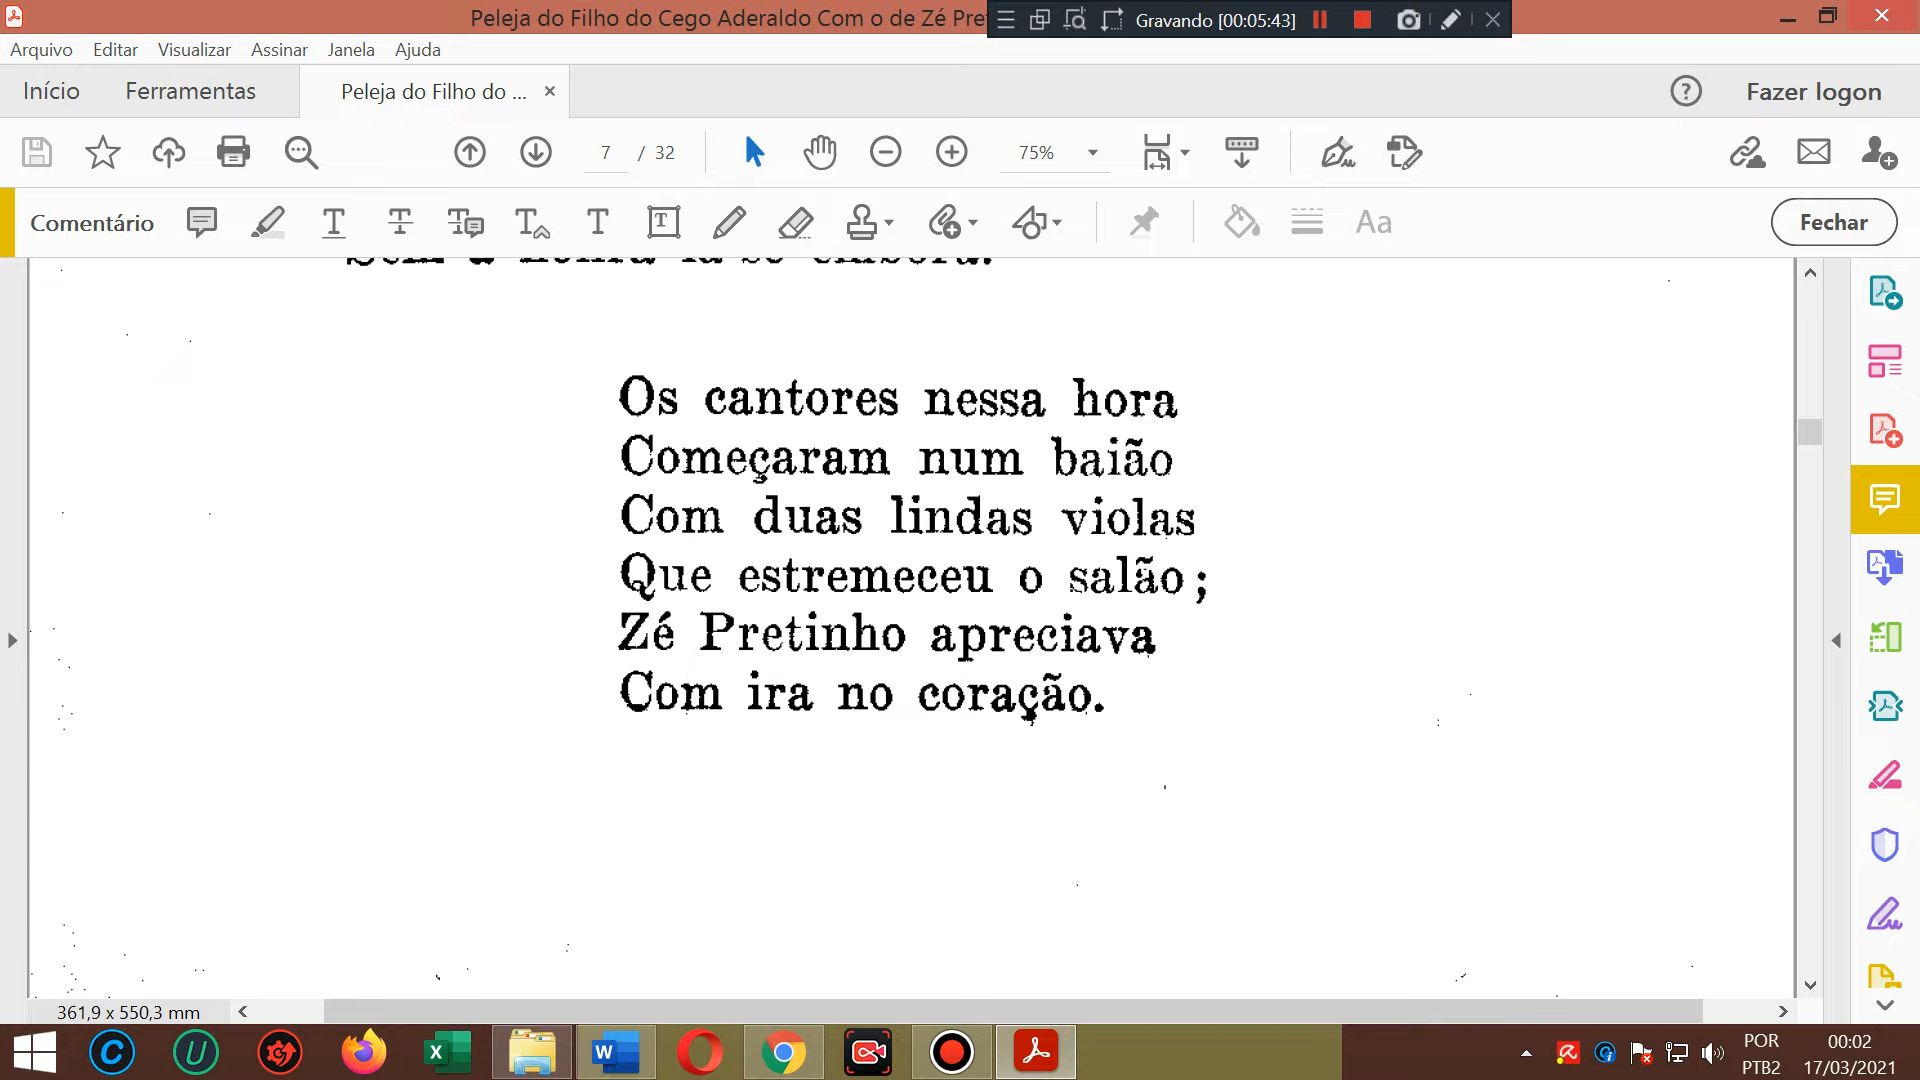 Peleja do Filho do Cego Aderaldo Com o de Zé Pre
Gravando [00:05:43]
Arquivo Editar Visualizar Assinar Janela Ajuda
Início Ferramentas Peleja do Filho do ... Fazer logon
7 / 32 75%
Comentário Fechar
Os cantores nessa hora
Começaram num baião
Com duas lindas violas
Que estremeceu o salão;
Zé Pretinho apreciava
Com ira no coração.
361,9 x 550,3 mm
POR 00:02
PTB2 17/03/2021